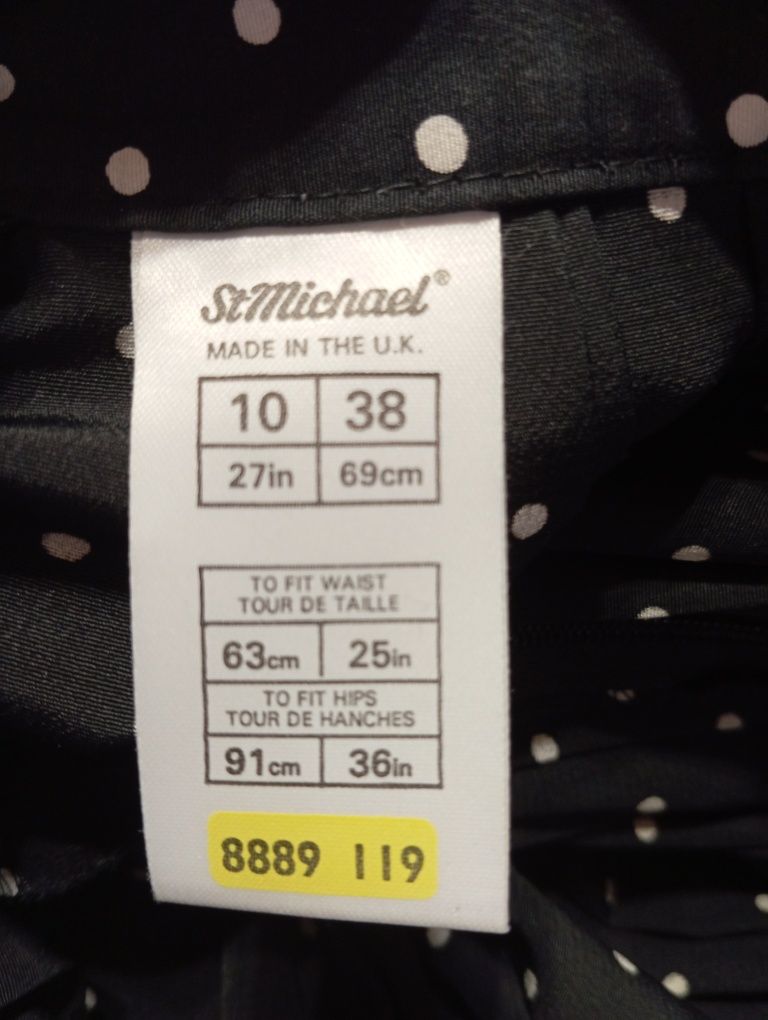 StMichael®
MADE IN THE U.K.
10 38
27in 69cm
TO FIT WAIST
TOUR DE TAILLE
63cm 25in
TO FIT HIPS
TOUR DE HANCHES
91cm 36in
8889 119